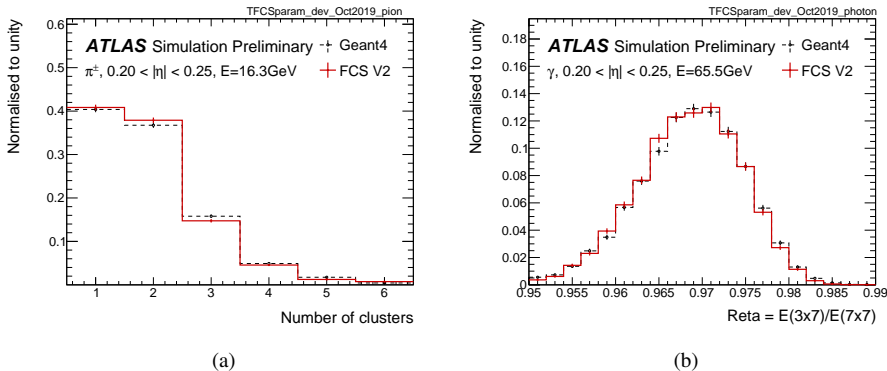 TFCSparam_dev_Oct2019_pion
ATLAS Simulation Preliminary
π±, 0.20 < |η| < 0.25, E=16.3GeV
Geant4
FCS V2
Normalised to unity
0.6
0.5
0.4
0.3
0.2
0.1
1 2 3 4 5 6
Number of clusters
(a)
TFCSparam_dev_Oct2019_photon
ATLAS Simulation Preliminary
γ, 0.20 < |η| < 0.25, E=65.5GeV
Geant4
FCS V2
Normalised to unity
0.18
0.16
0.14
0.12
0.1
0.08
0.06
0.04
0.02
0
0.95 0.955 0.96 0.965 0.97 0.975 0.98 0.985 0.99
Reta = E(3x7)/E(7x7)
(b)